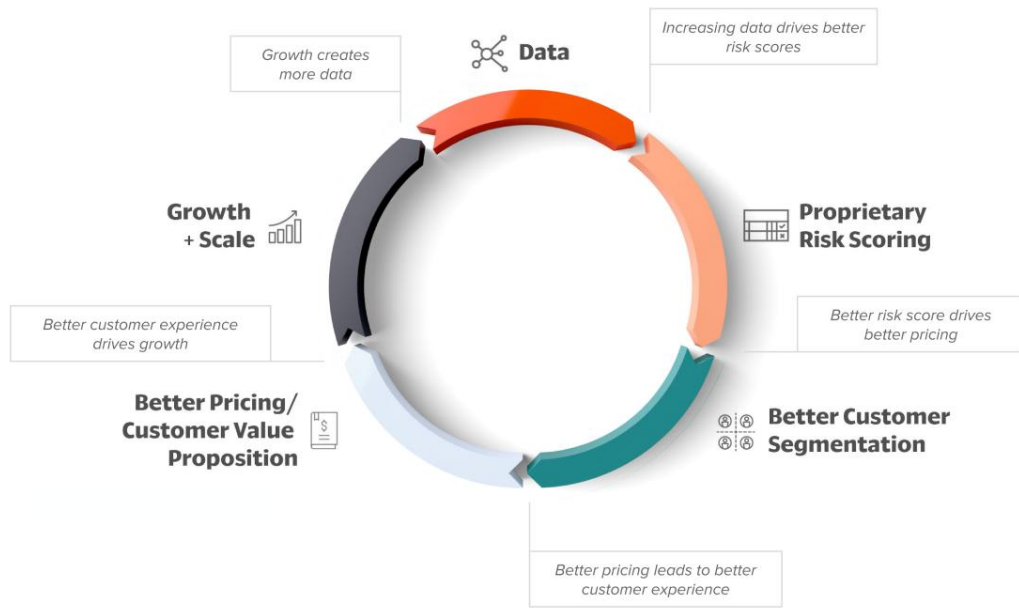 Increasing data drives better
risk scores
Growth creates
more data
Data
Growth
+ Scale
Proprietary
Risk Scoring
Better customer experience
drives growth
Better risk score drives
better pricing
Better Pricing/
Customer Value
Proposition
$
Better Customer
Segmentation
Better pricing leads to better
customer experience